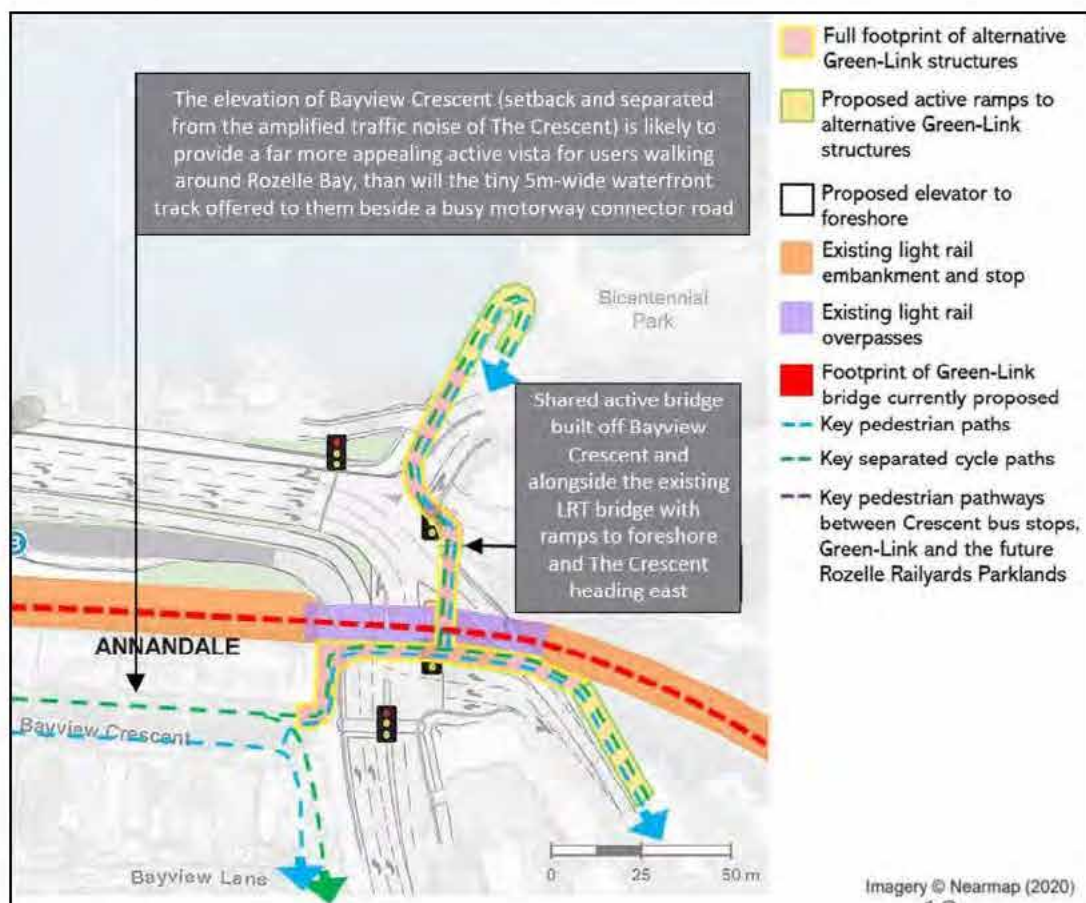 The elevation of Bayview Crescent (setback and separated
from the amplified traffic noise of The Crescent) is likely to
provide a far more appealing active vista for users walking
around Rozelle Bay, than will the tiny 5m-wide waterfront
track offered to them beside a busy motorway connector road
Bicentennial
Park
Shared active bridge
built off Bayview
Crescent and
alongside the existing
LRT bridge with
ramps to foreshore
and The Crescent
heading east
B
ANNANDALE
Bayview Crescent
Bayview Lane
0 25 50 m
Full footprint of alternative
Green-Link structures
Proposed active ramps to
alternative Green-Link
structures
Proposed elevator to
foreshore
Existing light rail
embankment and stop
Existing light rail
overpasses
Footprint of Green-Link
bridge currently proposed
Key pedestrian paths
Key separated cycle paths
Key pedestrian pathways
between Crescent bus stops,
Green-Link and the future
Rozelle Railyards Parklands
Imagery © Nearmap (2020)